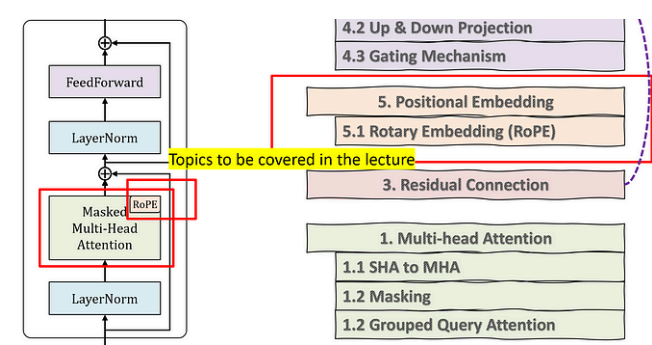 FeedForward
LayerNorm
Topics to be covered in the lecture
RoPE
Masked
Multi-Head
Attention
LayerNorm
4.2 Up & Down Projection
4.3 Gating Mechanism
5. Positional Embedding
5.1 Rotary Embedding (RoPE)
3. Residual Connection
1. Multi-head Attention
1.1 SHA to MHA
1.2 Masking
1.2 Grouped Query Attention